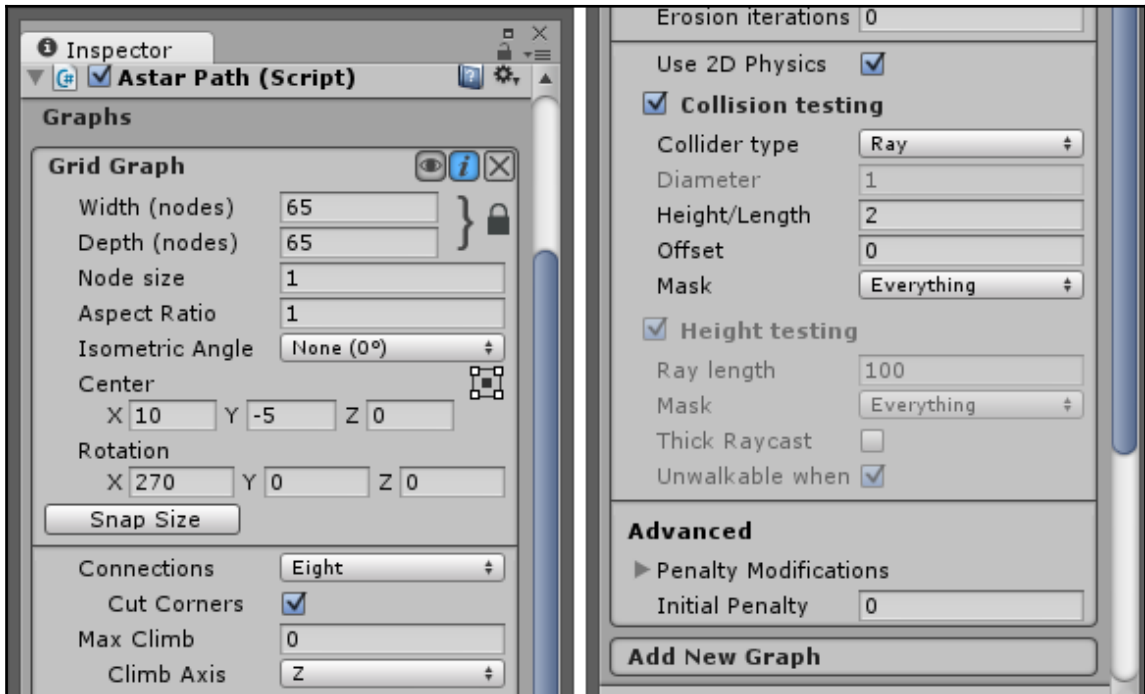 Inspector
Astar Path (Script)
Graphs
Grid Graph
Width (nodes) 65
Depth (nodes) 65
Node size 1
Aspect Ratio 1
Isometric Angle None (0º)
Center
X 10 Y -5 Z 0
Rotation
X 270 Y 0 Z 0
Snap Size
Connections Eight
Cut Corners
Max Climb 0
Climb Axis Z
Erosion iterations 0
Use 2D Physics
Collision testing
Collider type Ray
Diameter 1
Height/Length 2
Offset 0
Mask Everything
Height testing
Ray length 100
Mask Everything
Thick Raycast
Unwalkable when
Advanced
Penalty Modifications
Initial Penalty 0
Add New Graph